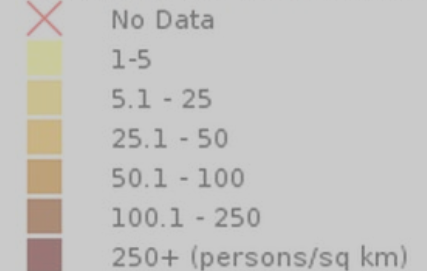 No Data
1-5
5.1 - 25
25.1 - 50
50.1 - 100
100.1 - 250
250+ (persons/sq km)